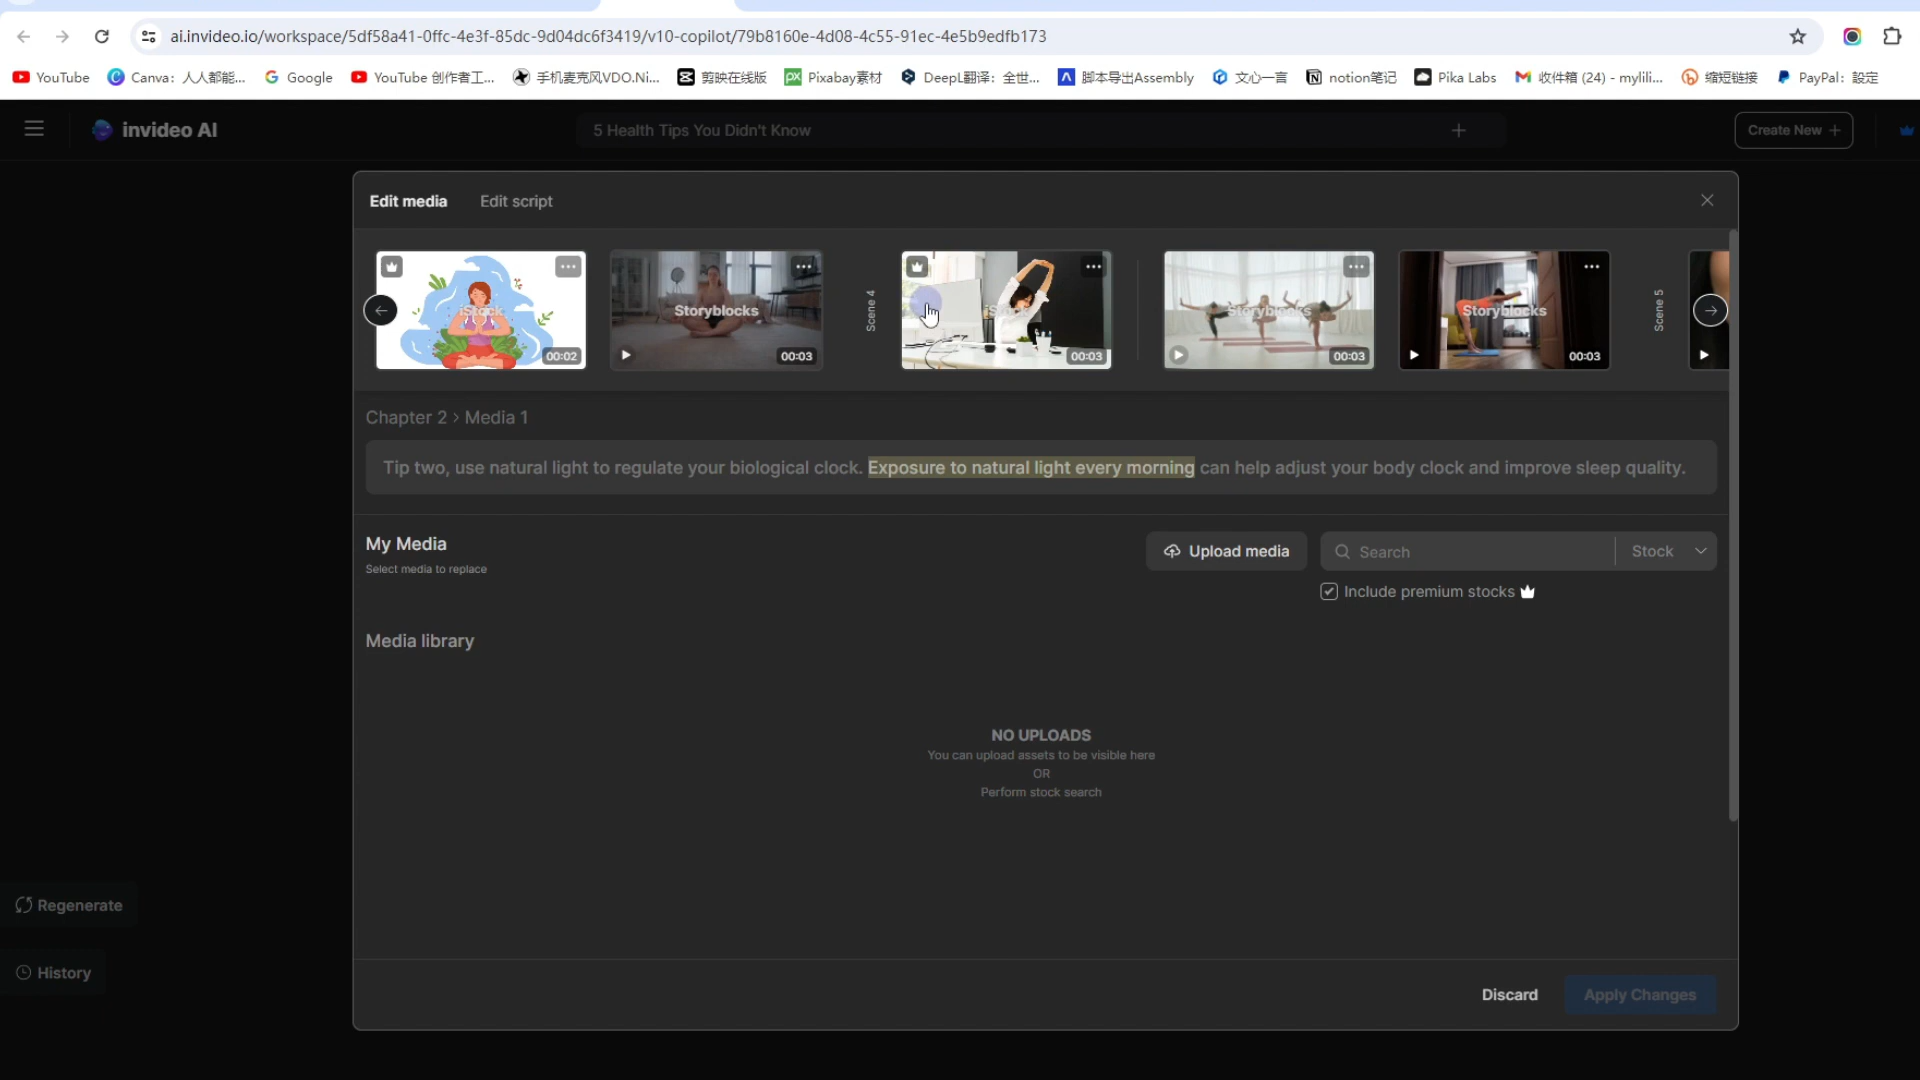 ai.invideo.io/workspace/5df58a41-0ffc-4e3f-85dc-9d04dc6f3419/v10-copilot/79b8160e-4d08-4c55-91ec-4e5b9edfb173
YouTube Canva：人人都能... Google YouTube 创作者工... 手机麦克风VDO.Ni... 剪映在线版 Pixabay素材 DeepL翻译：全世... 脚本导出Assembly 文心一言 notion笔记 Pika Labs 收件箱 (24) - mylili... 缩短链接 PayPal：設定
invideo AI
5 Health Tips You Didn't Know
Create New
Edit media
Edit script
iStock
00:02
Storyblocks
00:03
Scene 4
00:03
Storyblocks
00:03
Storyblocks
00:03
Scene 5
Chapter 2 > Media 1
Tip two, use natural light to regulate your biological clock. Exposure to natural light every morning can help adjust your body clock and improve sleep quality.
My Media
Select media to replace
Upload media
Search
Stock
Include premium stocks
Media library
NO UPLOADS
You can upload assets to be visible here
OR
Perform stock search
Regenerate
History
Discard
Apply Changes